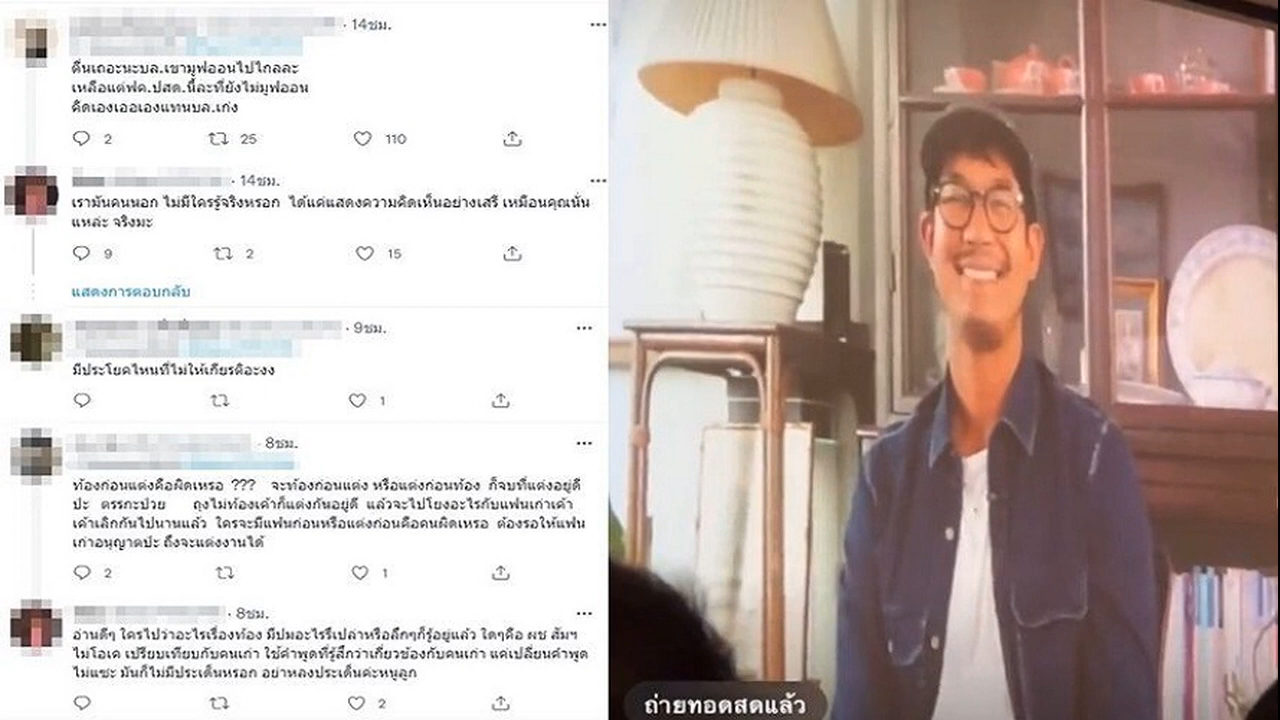 · 14ชม.
ตื่นเถอะนะบล.เขามูฟออนไปไกลละ
เหลือแต่ฟค.ปสด.นี้ละที่ยังไม่มูฟออน
คิดเองเออเองแทนบล.เก่ง
2 25 110
· 14ชม.
เรามันคนนอก ไม่มีใครรู้จริงหรอก ได้แค่แสดงความคิดเห็นอย่างเสรี เหมือนคุณนั่น
แหล่ะ จริงมะ
9 2 15
แสดงการตอบกลับ
· 9ชม.
มีประโยคไหนที่ไม่ให้เกียรติอะงง
1
· 8ชม.
ท้องก่อนแต่งคือผิดเหรอ ??? จะท้องก่อนแต่ง หรือแต่งก่อนท้อง ก็จบที่แต่งอยู่ดี
ปะ ตรรกะป่วย ถุงไม่ท้องเค้าก็แต่งกันอยู่ดี แล้วจะไปโยงอะไรกับแฟนเก่าเค้า
เค้าเลิกกันไปนานแล้ว ใครจะมีแฟนก่อนหรือแต่งก่อนคือคนผิดเหรอ ต้องรอให้แฟน
เก่าอนุญาตปะ ถึงจะแต่งงานได้
2 1
· 8ชม.
อ่านดีๆ ใครไปว่าอะไรเรื่องท้อง มีปมอะไรรึเปล่าหรือลึกๆก็รู้อยู่แล้ว ใดๆคือ ผช สัมฯ
ไม่โอเค เปรียบเทียบกับคนเก่า ใช้คำพูดที่รู้สึกว่าเกี่ยวข้องกับคนเก่า แค่เปลี่ยนคำพูด
ไม่แซะ มันก็ไม่มีประเด็นหรอก อย่าหลงประเด็นค่ะหนูลูก
2
ถ่ายทอดสดแล้ว